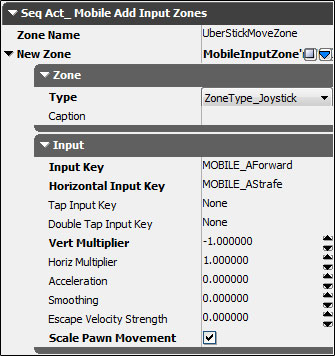 Seq Act_ Mobile Add Input Zones
Zone Name UberStickMoveZone
New Zone MobileInputZone'(
Zone
Type ZoneType_Joystick
Caption
Input
Input Key MOBILE_AForward
Horizontal Input Key MOBILE_AStrafe
Tap Input Key None
Double Tap Input Key None
Vert Multiplier -1.000000
Horiz Multiplier 1.000000
Acceleration 0.000000
Smoothing 0.000000
Escape Velocity Strength 0.000000
Scale Pawn Movement